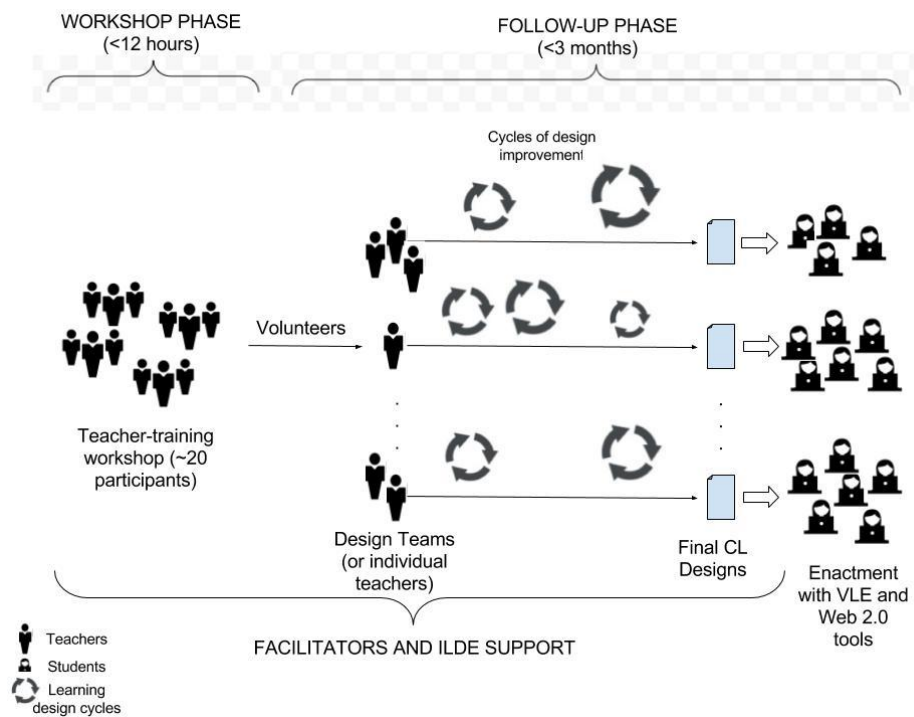 WORKSHOP PHASE
(<12 hours)
FOLLOW-UP PHASE
(<3 months)
Cycles of design
improvement
Volunteers
Teacher-training
workshop (~20
participants)
Design Teams
(or individual
teachers)
Final CL
Designs
Enactment
with VLE and
Web 2.0
tools
FACILITATORS AND ILDE SUPPORT
Teachers
Students
Learning
design cycles